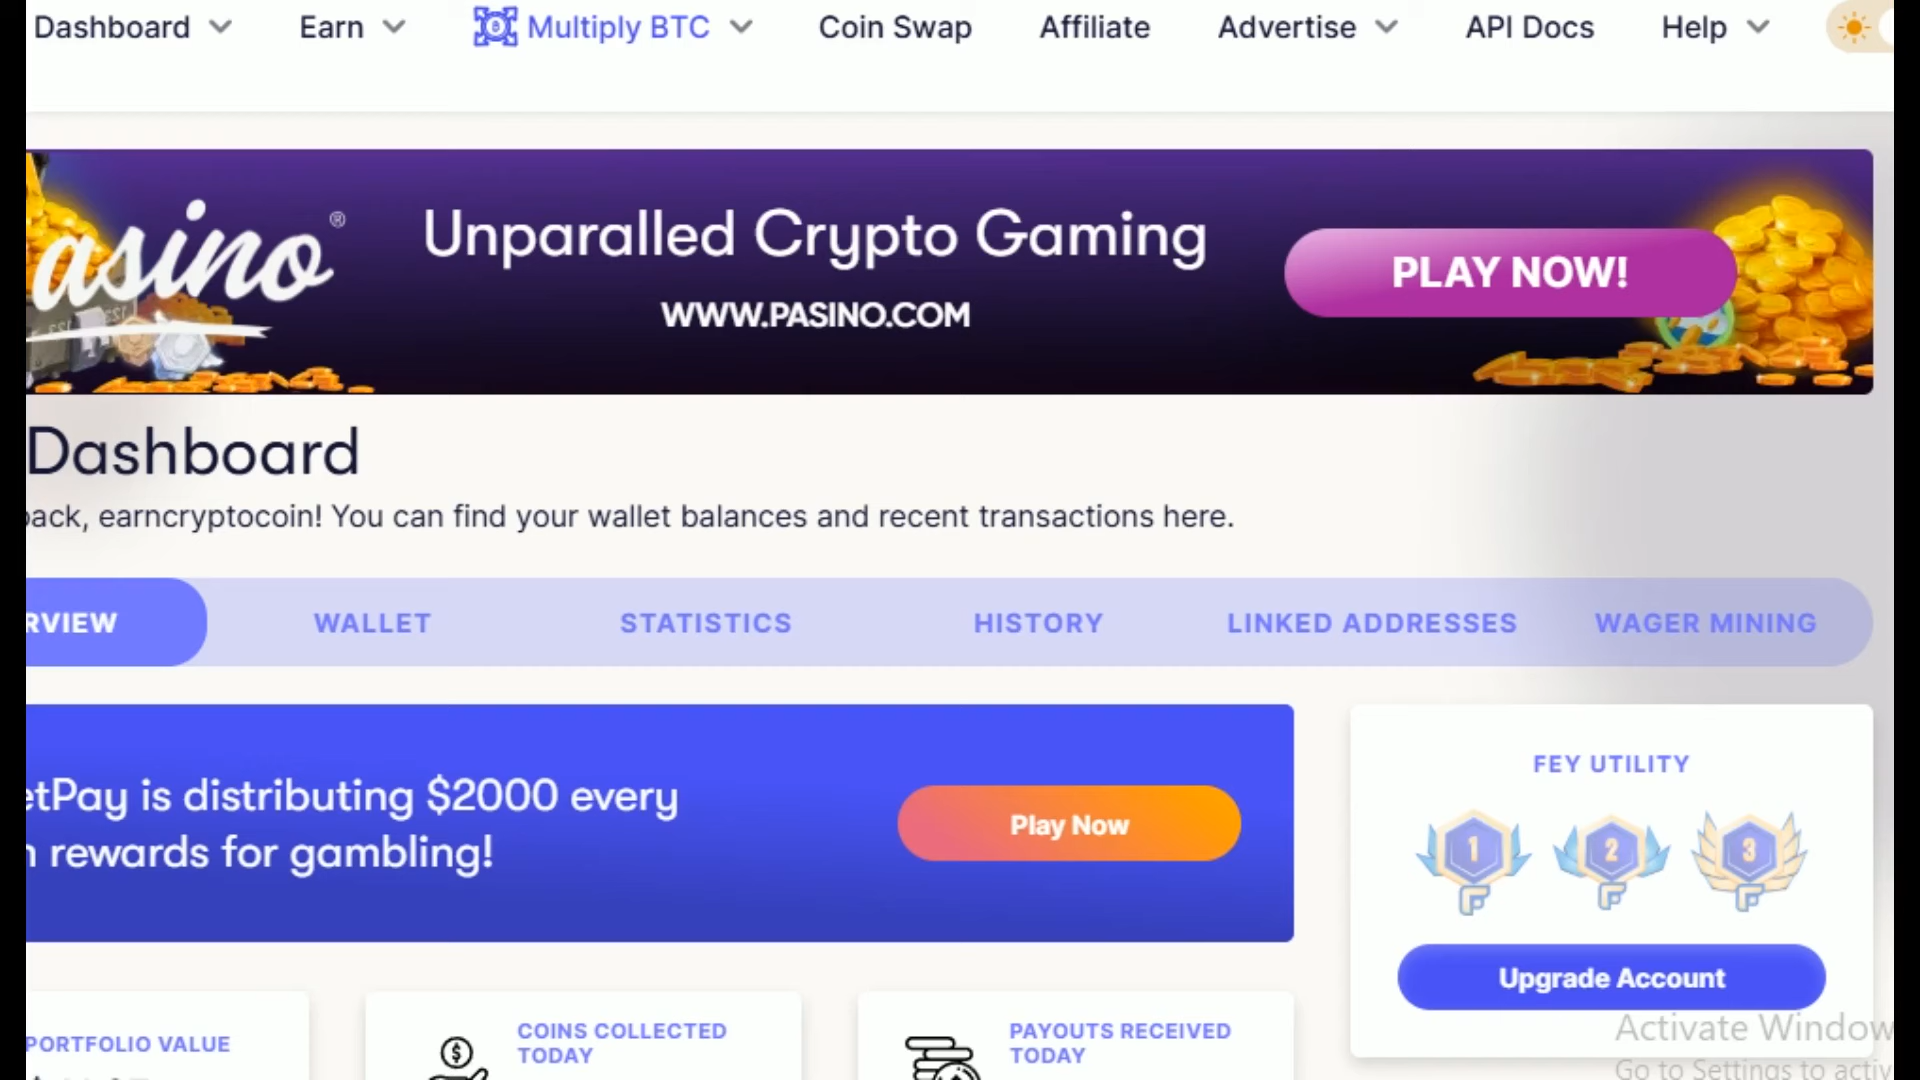 Dashboard Earn Multiply BTC Coin Swap Affiliate Advertise API Docs Help
asino®
Unparalled Crypto Gaming
WWW.PASINO.COM
PLAY NOW!
Dashboard
back, earncryptocoin! You can find your wallet balances and recent transactions here.
RVIEW WALLET STATISTICS HISTORY LINKED ADDRESSES WAGER MINING
etPay is distributing $2000 every
n rewards for gambling!
Play Now
FEY UTILITY
1 2 3
Upgrade Account
PORTFOLIO VALUE
COINS COLLECTED
TODAY
PAYOUTS RECEIVED
TODAY
Activate Window
Go to Settings to activ